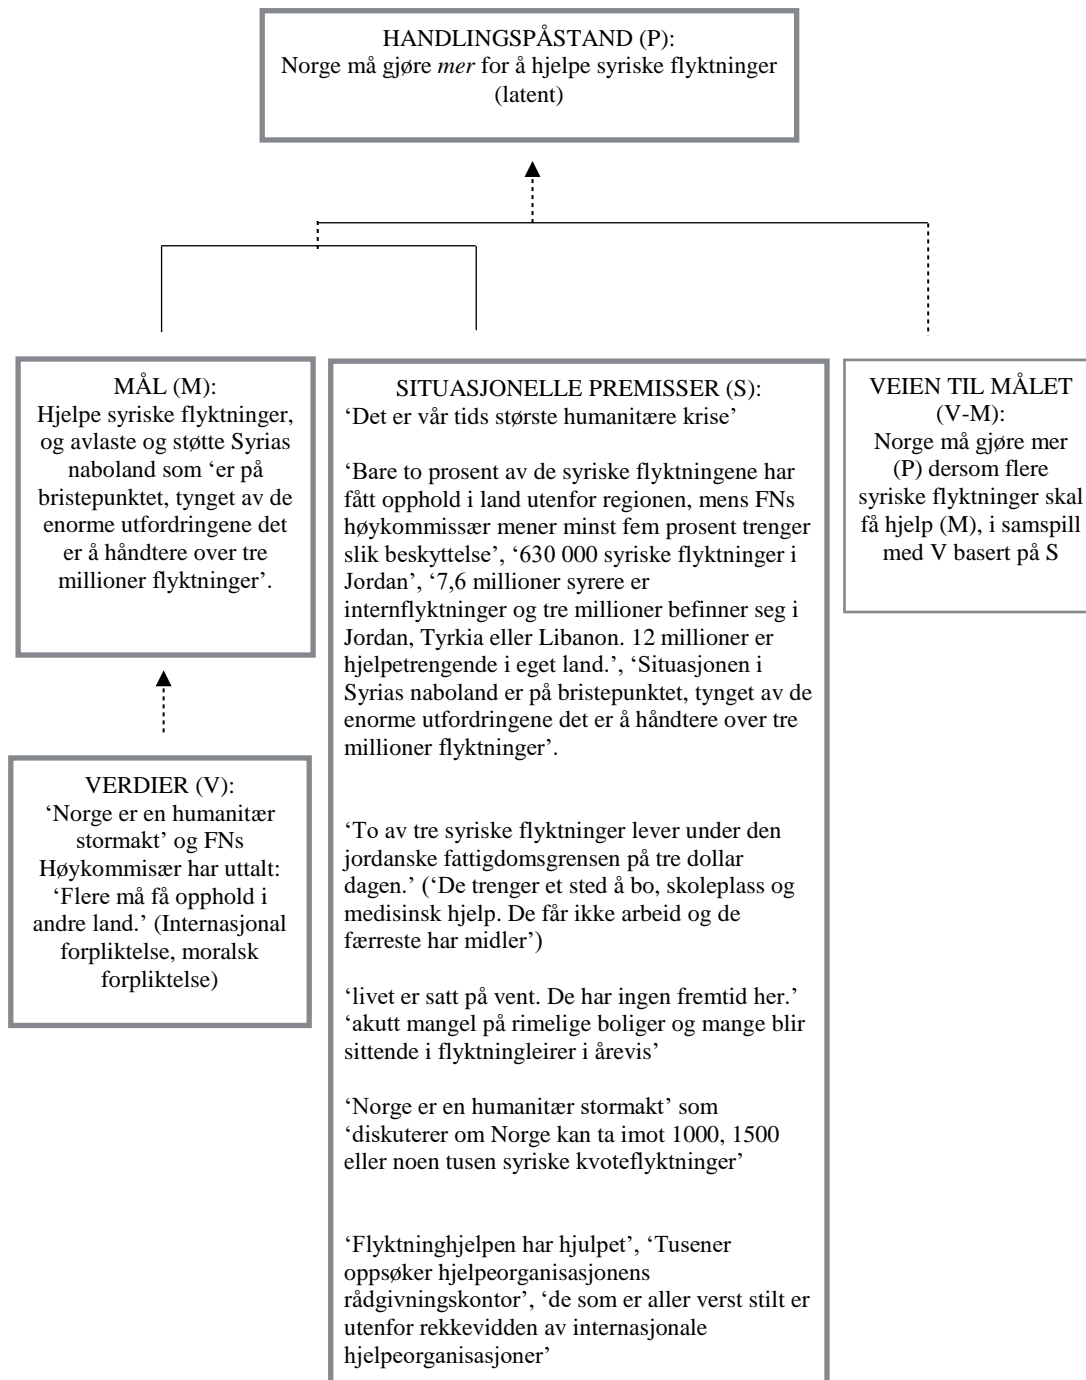 HANDLINGSPÅSTAND (P):
Norge må gjøre mer for å hjelpe syriske flyktninger
(latent)
MÅL (M):
Hjelpe syriske flyktninger,
og avlaste og støtte Syrias
naboland som ‘er på
bristepunktet, tynget av de
enorme utfordringene det
er å håndtere over tre
millioner flyktninger’.
VERDIER (V):
‘Norge er en humanitær
stormakt’ og FNs
Høykommisær har uttalt:
‘Flere må få opphold i
andre land.’ (Internasjonal
forpliktelse, moralsk
forpliktelse)
SITUASJONELLE PREMISSER (S):
‘Det er vår tids største humanitære krise’
‘Bare to prosent av de syriske flyktningene har
fått opphold i land utenfor regionen, mens FNs
høykommissær mener minst fem prosent trenger
slik beskyttelse’, ‘630 000 syriske flyktninger i
Jordan’, ‘7,6 millioner syrere er
internflyktninger og tre millioner befinner seg i
Jordan, Tyrkia eller Libanon. 12 millioner er
hjelpetrengende i eget land.’, ‘Situasjonen i
Syrias naboland er på bristepunktet, tynget av de
enorme utfordringene det er å håndtere over tre
millioner flyktninger’.
‘To av tre syriske flyktninger lever under den
jordanske fattigdomsgrensen på tre dollar
dagen.’ (‘De trenger et sted å bo, skoleplass og
medisinsk hjelp. De får ikke arbeid og de
færreste har midler’)
‘livet er satt på vent. De har ingen fremtid her.’
‘akutt mangel på rimelige boliger og mange blir
sittende i flyktningleirer i årevis’
‘Norge er en humanitær stormakt’ som
‘diskuterer om Norge kan ta imot 1000, 1500
eller noen tusen syriske kvoteflyktninger’
‘Flyktninghjelpen har hjulpet’, ‘Tusener
oppsøker hjelpeorganisasjonens
rådgivningskontor’, ‘de som er aller verst stilt er
utenfor rekkevidden av internasjonale
hjelpeorganisasjoner’
VEIEN TIL MÅLET
(V-M):
Norge må gjøre mer
(P) dersom flere
syriske flyktninger skal
få hjelp (M), i samspill
med V basert på S